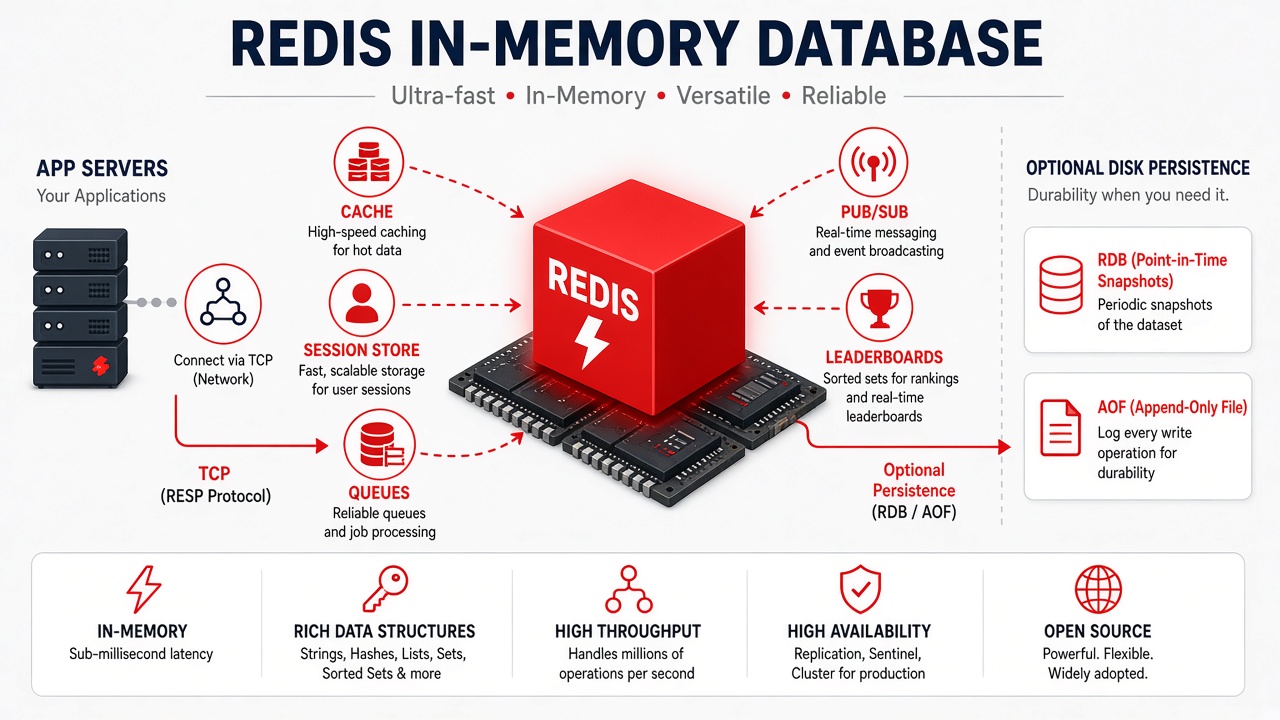 REDIS IN-MEMORY DATABASE
Ultra-fast • In-Memory • Versatile • Reliable
APP SERVERS
Your Applications
Connect via TCP
(Network)
TCP
(RESP Protocol)
CACHE
High-speed caching
for hot data
SESSION STORE
Fast, scalable storage
for user sessions
QUEUES
Reliable queues
and job processing
REDIS
PUB/SUB
Real-time messaging
and event broadcasting
LEADERBOARDS
Sorted sets for rankings
and real-time
leaderboards
Optional
Persistence
(RDB / AOF)
OPTIONAL DISK PERSISTENCE
Durability when you need it.
RDB (Point-in-Time
Snapshots)
Periodic snapshots
of the dataset
AOF (Append-Only File)
Log every write
operation for
durability
IN-MEMORY
Sub-millisecond latency
RICH DATA STRUCTURES
Strings, Hashes, Lists, Sets,
Sorted Sets & more
HIGH THROUGHPUT
Handles millions of
operations per second
HIGH AVAILABILITY
Replication, Sentinel,
Cluster for production
OPEN SOURCE
Powerful. Flexible.
Widely adopted.